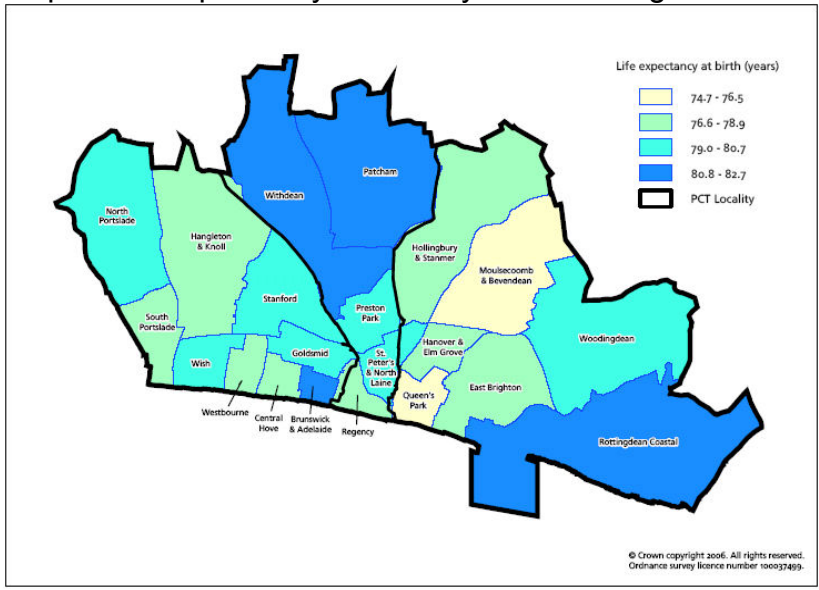 Life expectancy at birth (years)
74.7 - 76.5
76.6 - 78.9
79.0 - 80.7
80.8 - 82.7
PCT Locality
Patcham
Withdean
North
Portslade
Hangleton
& Knoll
Hollingbury
& Stanmer
Moulsecoomb
& Bevendean
Stanford
Preston
Park
South
Portslade
Woodingdean
Hanover &
Elm Grove
Goldsmid
St.
Peter's
& North
Laine
Wish
East Brighton
Queen's
Park
Westbourne
Central
Hove
Brunswick
& Adelaide
Regency
Rottingdean Coastal
© Crown copyright 2006. All rights reserved.
Ordnance survey licence number 100037499.